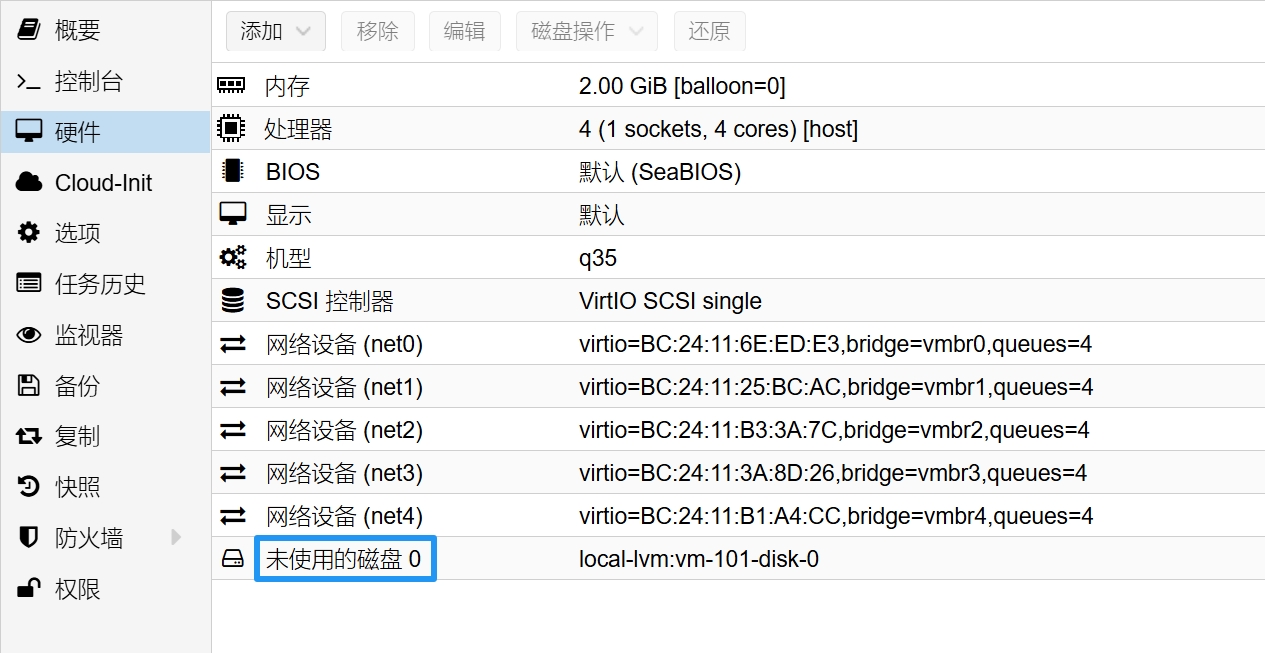 概要
控制台
硬件
Cloud-Init
选项
任务历史
监视器
备份
复制
快照
防火墙
权限
添加 移除 编辑 磁盘操作 还原
内存 2.00 GiB [balloon=0]
处理器 4 (1 sockets, 4 cores) [host]
BIOS 默认 (SeaBIOS)
显示 默认
机型 q35
SCSI 控制器 VirtIO SCSI single
网络设备 (net0) virtio=BC:24:11:6E:ED:E3,bridge=vmbr0,queues=4
网络设备 (net1) virtio=BC:24:11:25:BC:AC,bridge=vmbr1,queues=4
网络设备 (net2) virtio=BC:24:11:B3:3A:7C,bridge=vmbr2,queues=4
网络设备 (net3) virtio=BC:24:11:3A:8D:26,bridge=vmbr3,queues=4
网络设备 (net4) virtio=BC:24:11:B1:A4:CC,bridge=vmbr4,queues=4
未使用的磁盘 0 local-lvm:vm-101-disk-0